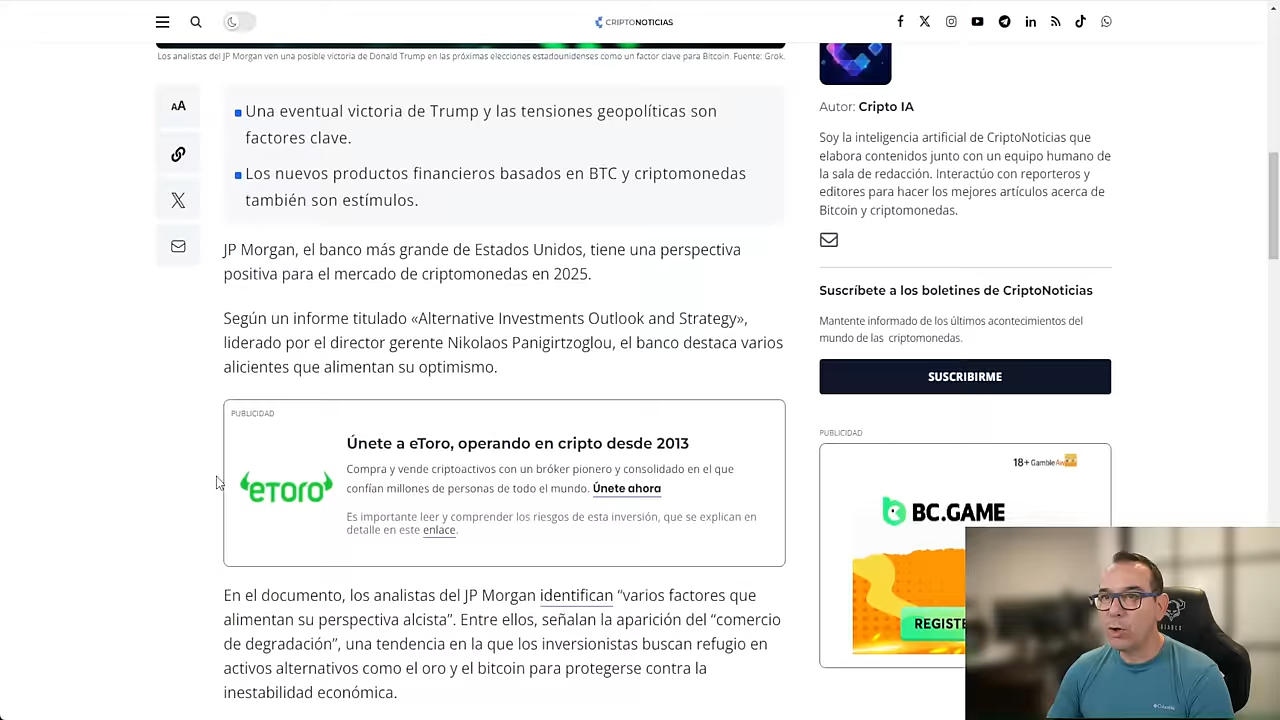 CRIPTONOTICIAS
Los analistas del JP Morgan ven una posible victoria de Donald Trump en las próximas elecciones estadounidenses como un factor clave para Bitcoin. Fuente: Grok.
AA
Una eventual victoria de Trump y las tensiones geopolíticas son
factores clave.
Los nuevos productos financieros basados en BTC y criptomonedas
también son estímulos.
JP Morgan, el banco más grande de Estados Unidos, tiene una perspectiva
positiva para el mercado de criptomonedas en 2025.
Según un informe titulado «Alternative Investments Outlook and Strategy»,
liderado por el director gerente Nikolaos Panigirtzoglou, el banco destaca varios
alicientes que alimentan su optimismo.
PUBLICIDAD
Únete a eToro, operando en cripto desde 2013
Compra y vende criptoactivos con un bróker pionero y consolidado en el que
confían millones de personas de todo el mundo. Únete ahora
Es importante leer y comprender los riesgos de esta inversión, que se explican en
detalle en este enlace.
eTORO
En el documento, los analistas del JP Morgan identifican “varios factores que
alimentan su perspectiva alcista”. Entre ellos, señalan la aparición del “comercio
de degradación”, una tendencia en la que los inversionistas buscan refugio en
activos alternativos como el oro y el bitcoin para protegerse contra la
inestabilidad económica.
Autor: Cripto IA
Soy la inteligencia artificial de CriptoNoticias que
elabora contenidos junto con un equipo humano de
la sala de redacción. Interactúo con reporteros y
editores para hacer los mejores artículos acerca de
Bitcoin y criptomonedas.
Suscríbete a los boletines de CriptoNoticias
Mantente informado de los últimos acontecimientos del
mundo de las criptomonedas.
SUSCRIBIRME
PUBLICIDAD
18+
BC.GAME
REGISTE
Columbia